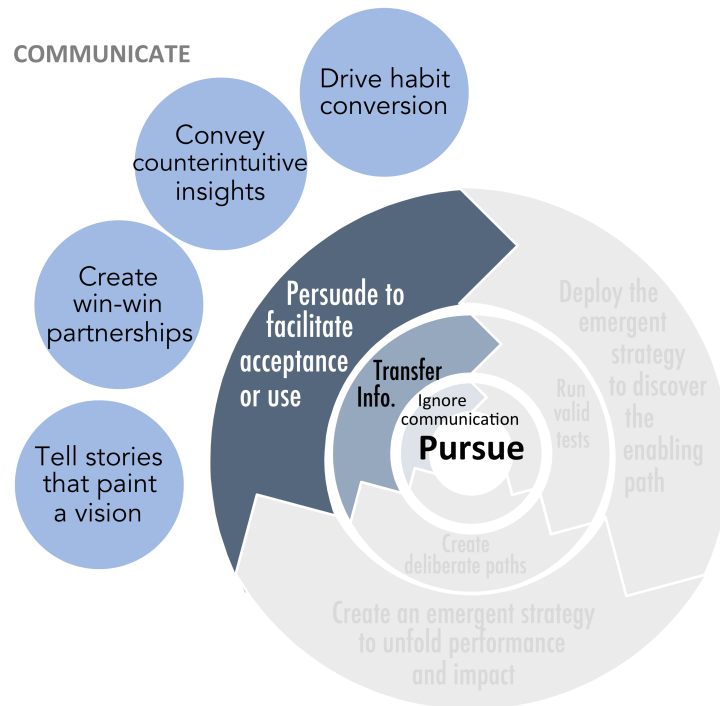 COMMUNICATE
Drive habit
conversion
Convey
counterintuitive
insights
Create
win-win
partnerships
Tell stories
that paint
a vision
Persuade to
facilitate
acceptance
or use
Transfer
Info.
Ignore
communication
Pursue
Run
valid
tests
Deploy the
emergent
strategy
to discover
the
enabling
path
Create
deliberate paths
Create an emergent strategy
to unfold performance
and impact